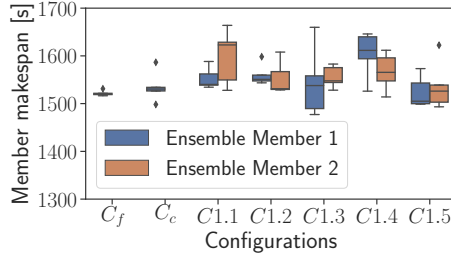 Member makespan [s]
1700
1600
1500
1400
1300
Ensemble Member 1
Ensemble Member 2
C_f C_c C1.1 C1.2 C1.3 C1.4 C1.5
Configurations